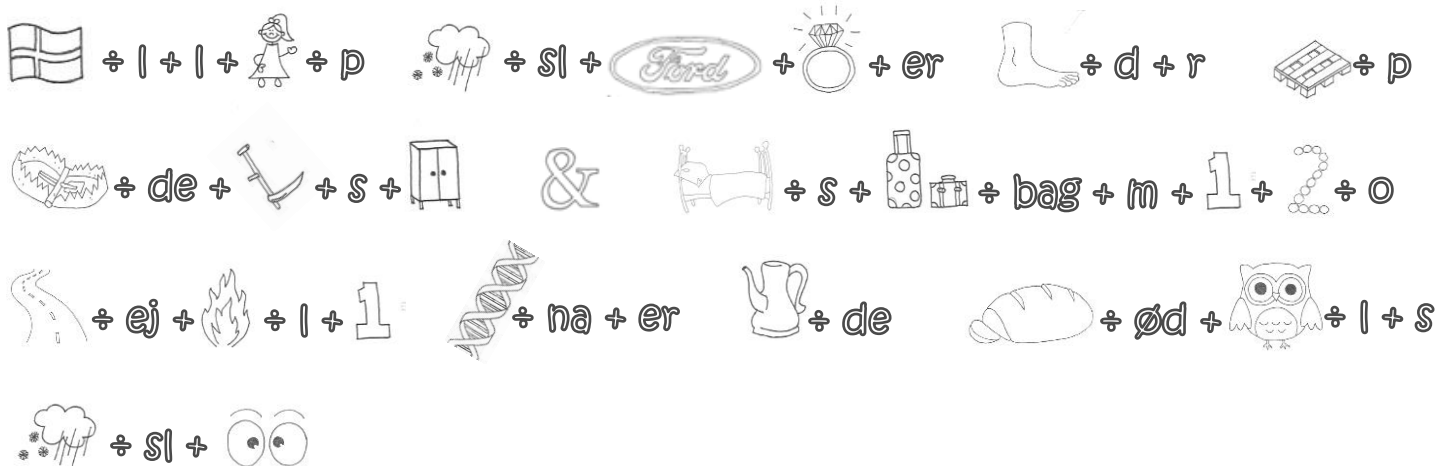 ÷ l + l + ÷ p ÷ sl + Ford + + er ÷ d + r ÷ p
÷ de + + s + & ÷ s + ÷ bag + m + 1 + 2 ÷ o
÷ ej + ÷ l + 1 ÷ na + er ÷ de ÷ ød + ÷ l + s
÷ sl +